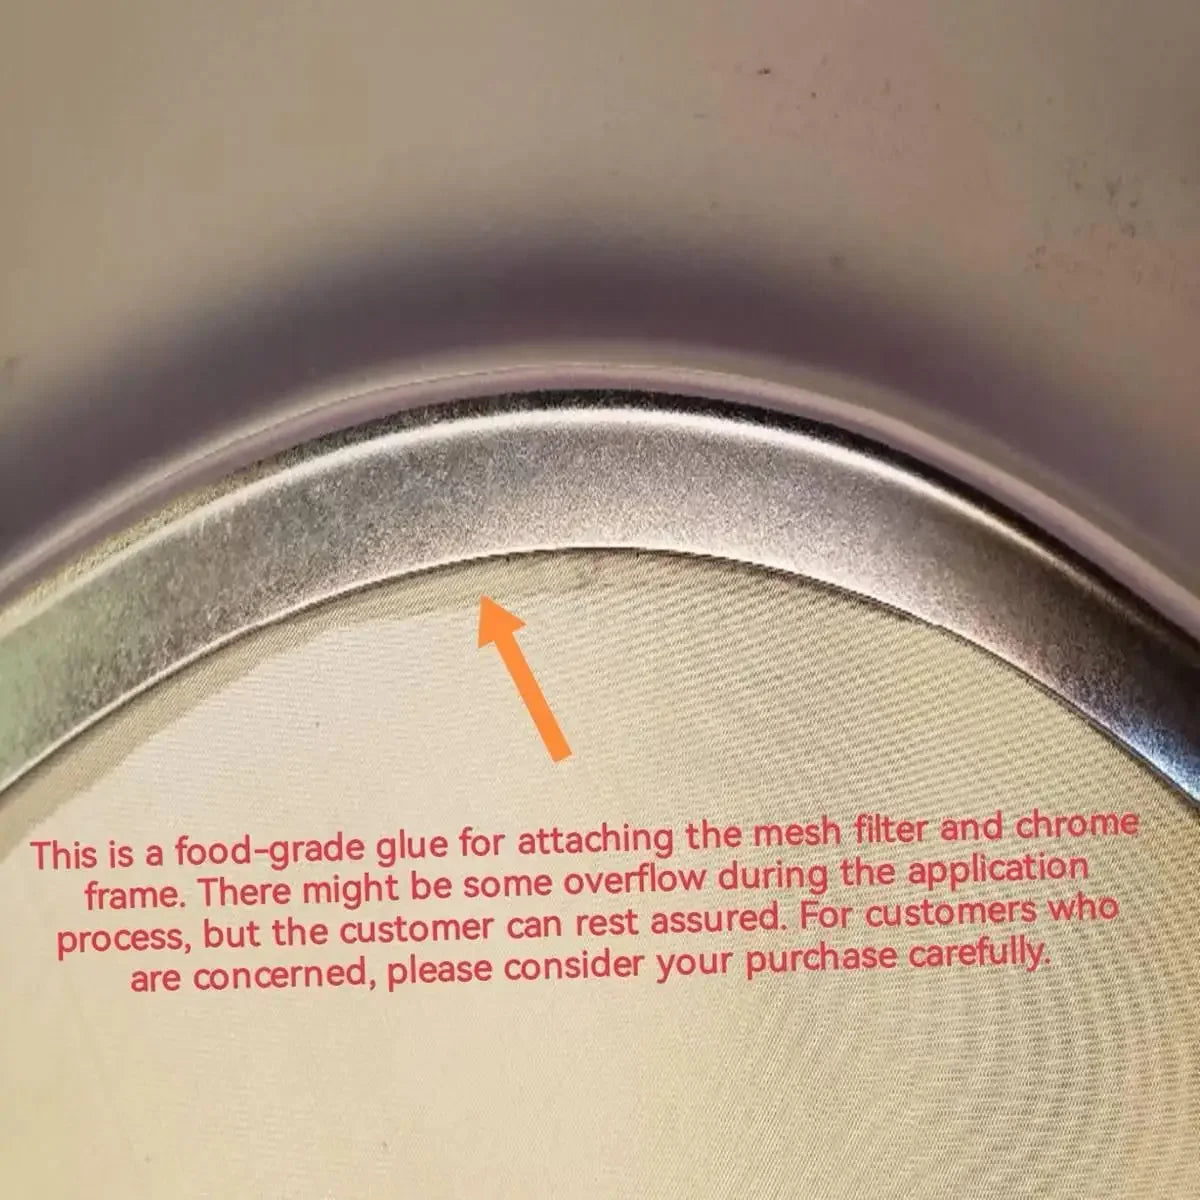 This is a food-grade glue for attaching the mesh filter and chrome
frame. There might be some overflow during the application
process, but the customer can rest assured. For customers who
are concerned, please consider your purchase carefully.